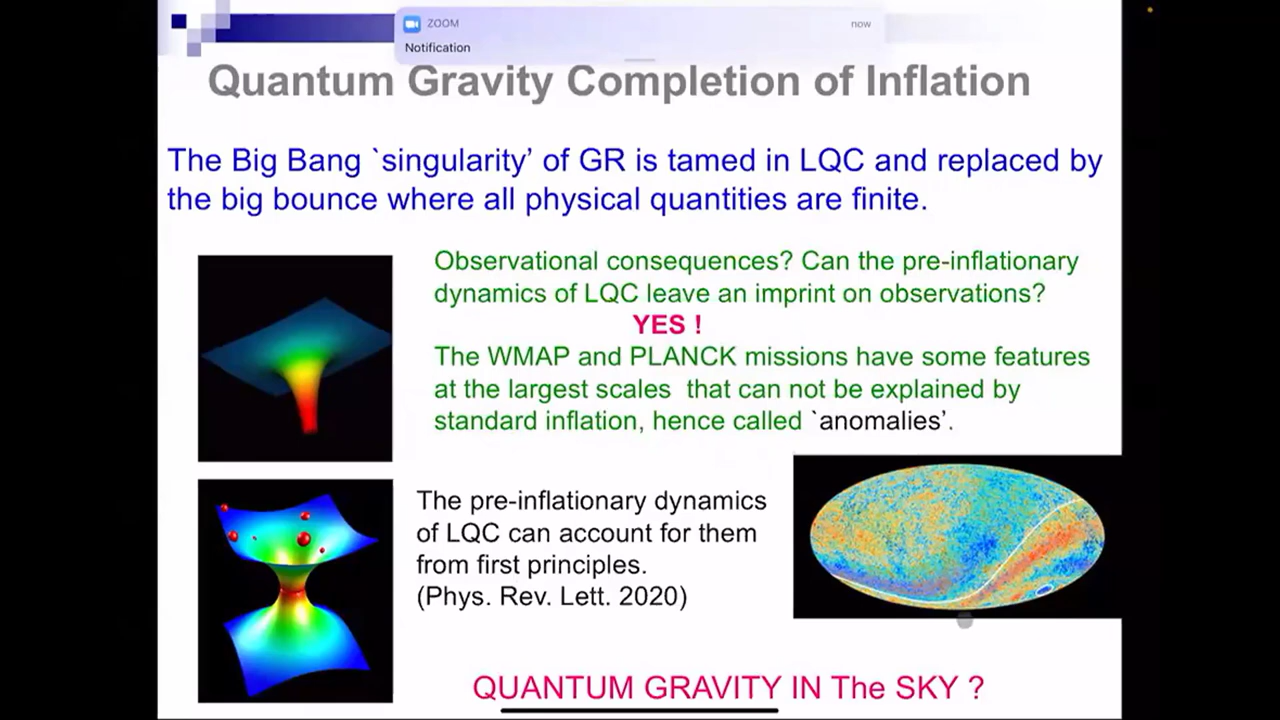 ZOOM
now
Notification
Quantum Gravity Completion of Inflation
The Big Bang `singularity' of GR is tamed in LQC and replaced by
the big bounce where all physical quantities are finite.
Observational consequences? Can the pre-inflationary
dynamics of LQC leave an imprint on observations?
YES !
The WMAP and PLANCK missions have some features
at the largest scales that can not be explained by
standard inflation, hence called `anomalies'.
The pre-inflationary dynamics
of LQC can account for them
from first principles.
(Phys. Rev. Lett. 2020)
QUANTUM GRAVITY IN The SKY ?